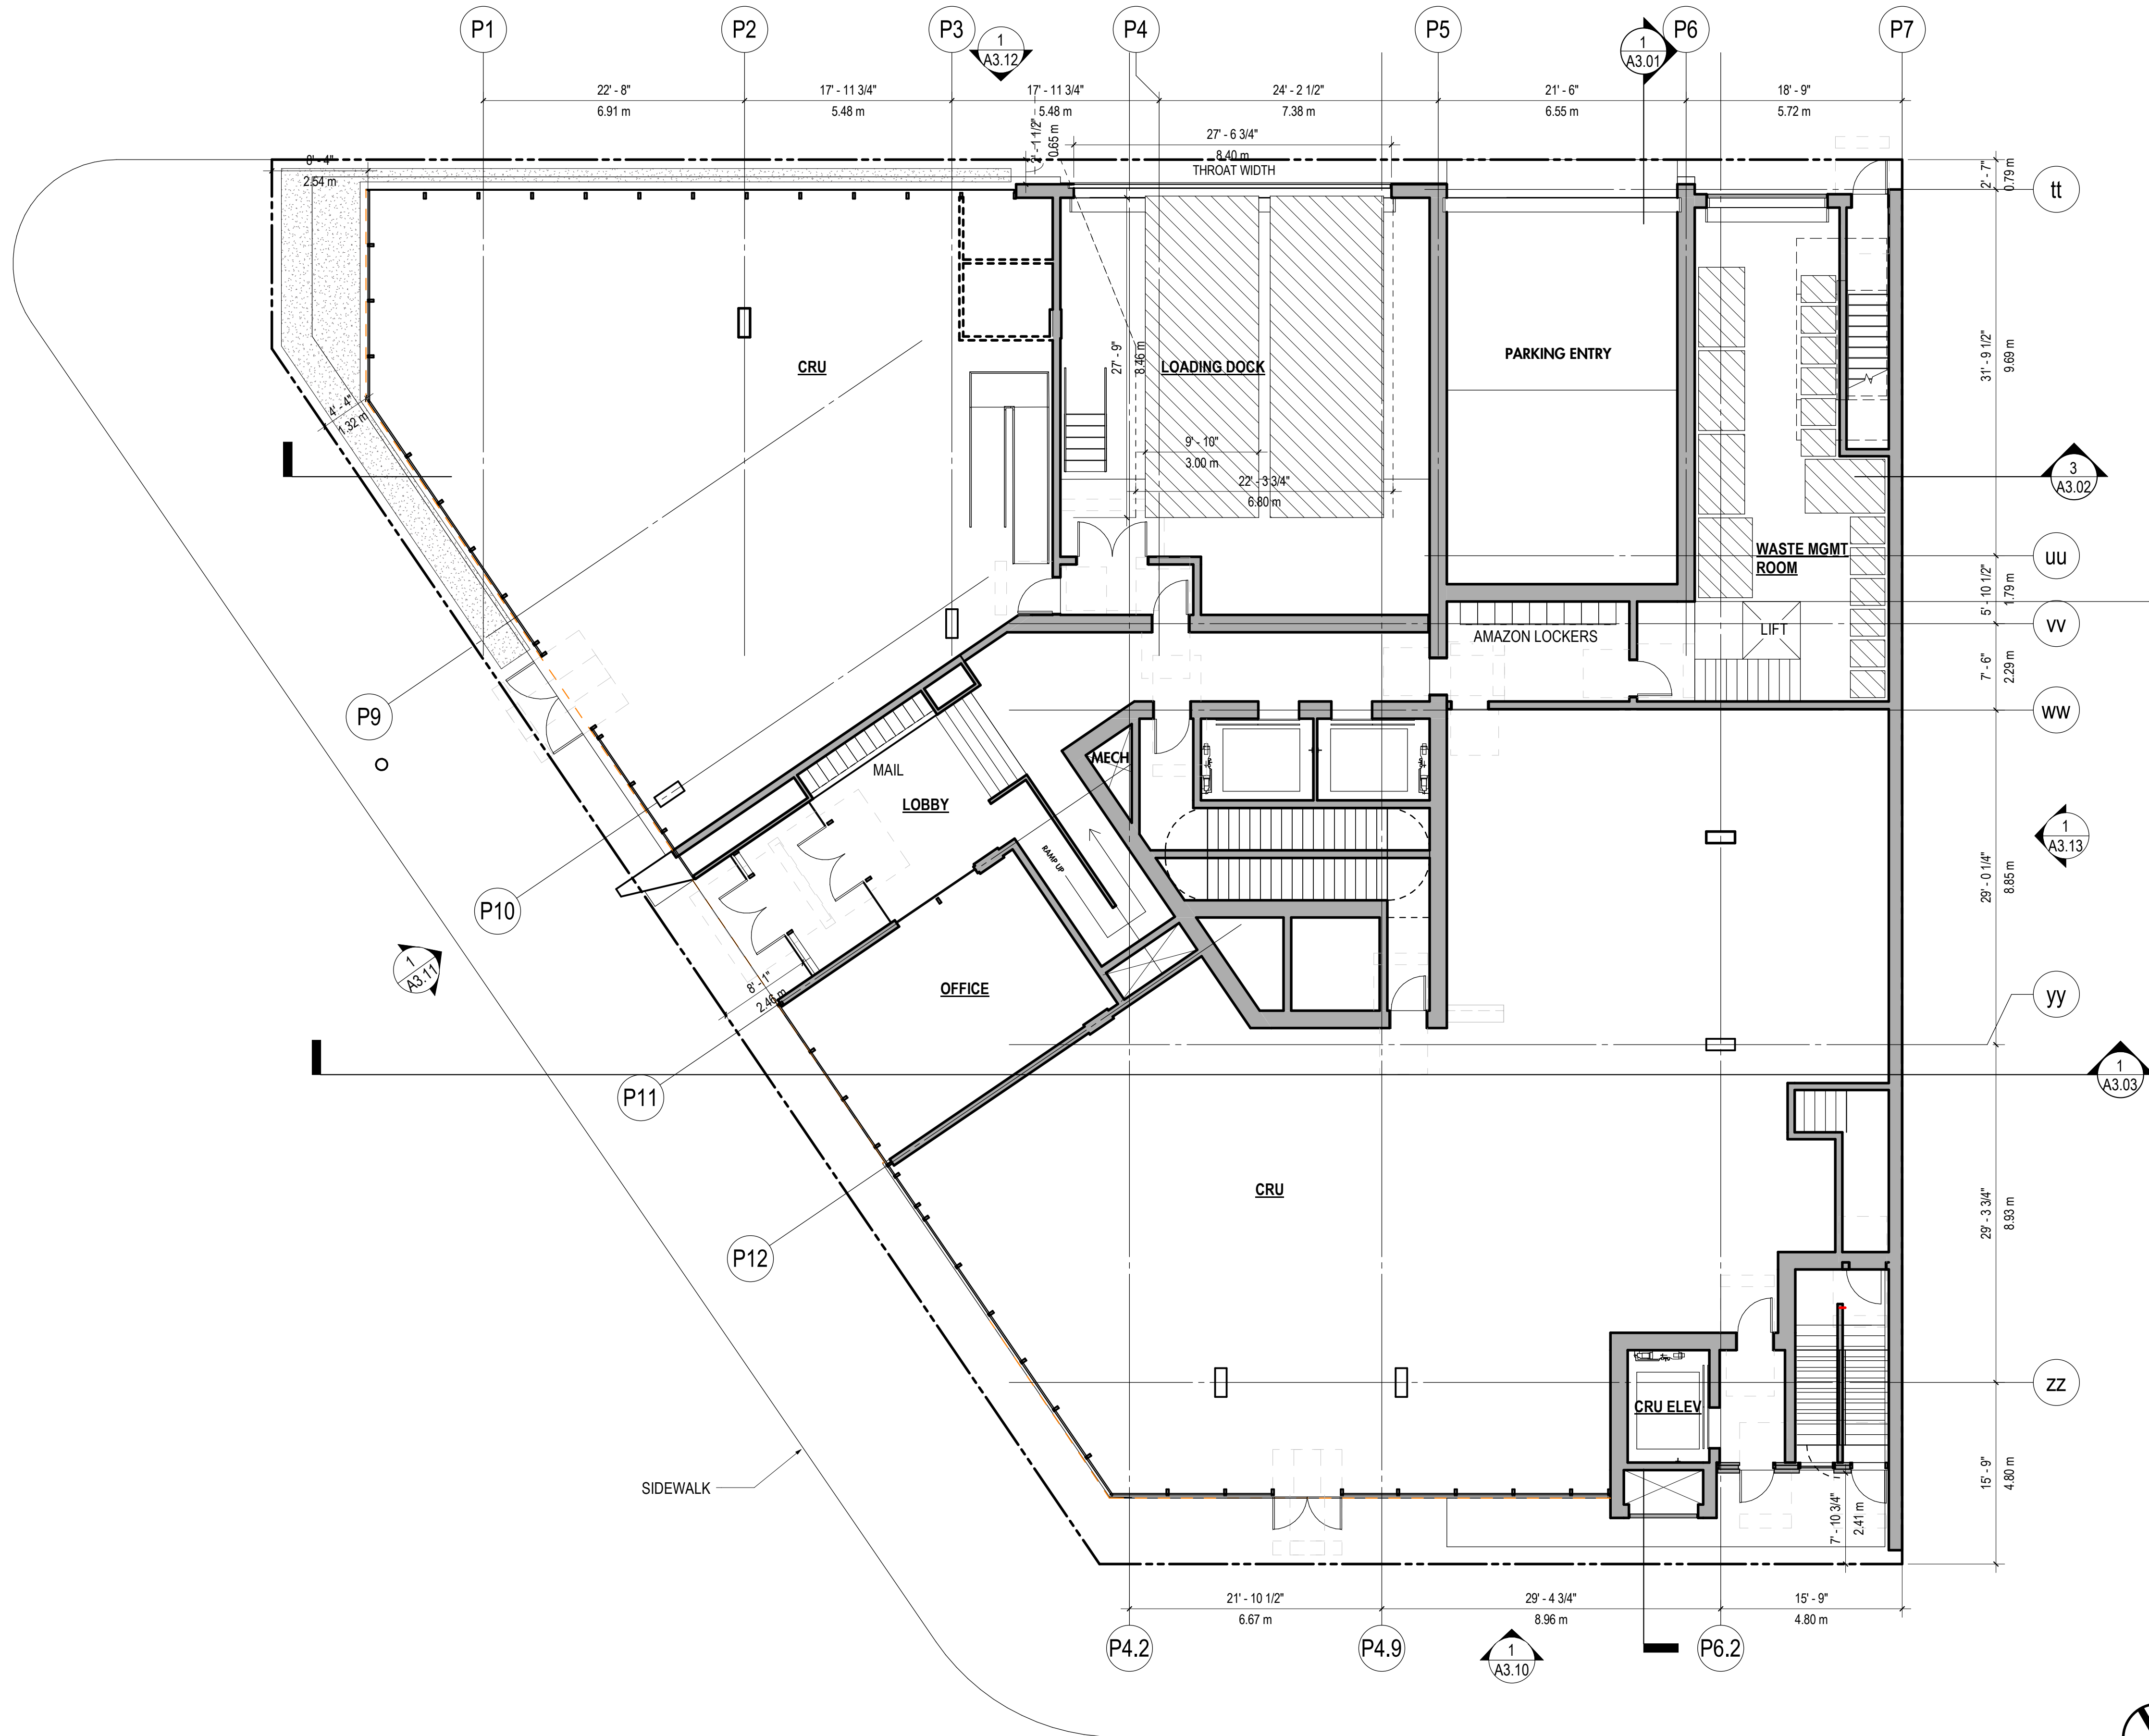 P1
P2
P3
P4
P5
P6
P7
1
A3.12
1
A3.01
22' - 8"
6.91 m
17' - 11 3/4"
5.48 m
17' - 11 3/4"
5.48 m
24' - 2 1/2"
7.38 m
21' - 6"
6.55 m
18' - 9"
5.72 m
2' - 1 1/2"
0.65 m
27' - 6 3/4"
8.40 m
THROAT WIDTH
8' - 4"
2.54 m
2' - 7"
0.79 m
tt
CRU
27' - 9"
8.46 m
LOADING DOCK
PARKING ENTRY
31' - 9 1/2"
9.69 m
4' - 4"
1.32 m
9' - 10"
3.00 m
22' - 3 3/4"
6.80 m
3
A3.02
WASTE MGMT
ROOM
uu
5' - 10 1/2"
1.79 m
AMAZON LOCKERS
LIFT
vv
7' - 6"
2.29 m
ww
P9
MECH
MAIL
LOBBY
RAMP UP
1
A3.13
29' - 0 1/4"
8.85 m
P10
1
A3.11
8' - 1"
2.46 m
OFFICE
yy
P11
1
A3.03
CRU
29' - 3 3/4"
8.93 m
P12
zz
CRU ELEV
SIDEWALK
15' - 9"
4.80 m
7' - 10 3/4"
2.41 m
21' - 10 1/2"
6.67 m
29' - 4 3/4"
8.96 m
15' - 9"
4.80 m
P4.2
P4.9
1
A3.10
P6.2